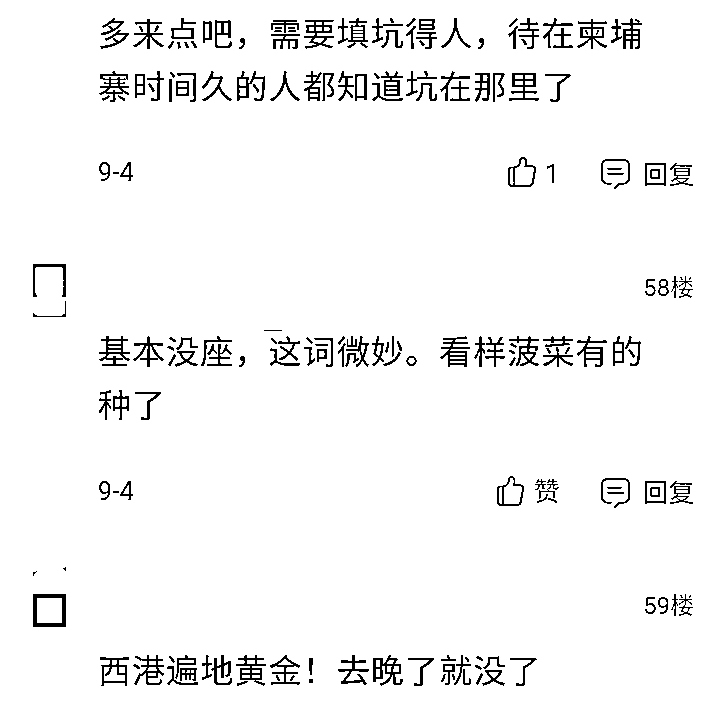 多来点吧，需要填坑得人，待在柬埔
寨时间久的人都知道坑在那里了
9-4 1 回复
58楼
基本没座，这词微妙。看样菠菜有的
种了
9-4 赞 回复
59楼
西港遍地黄金！去晚了就没了